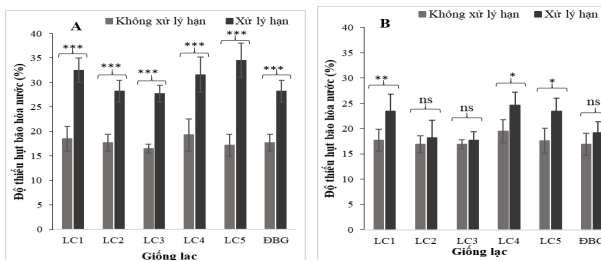 Không xử lý hạn Xử lý hạn
A
Độ thiếu hụt bão hòa nước (%)
40
35
30
25
20
15
10
5
0
***
***
***
***
***
***
LC1 LC2 LC3 LC4 LC5 ĐBG
Giống lạc
Không xử lý hạn Xử lý hạn
B
Độ thiếu hụt bão hòa nước (%)
40
35
30
25
20
15
10
5
0
**
ns
ns
*
*
ns
LC1 LC2 LC3 LC4 LC5 ĐBG
Giống lạc